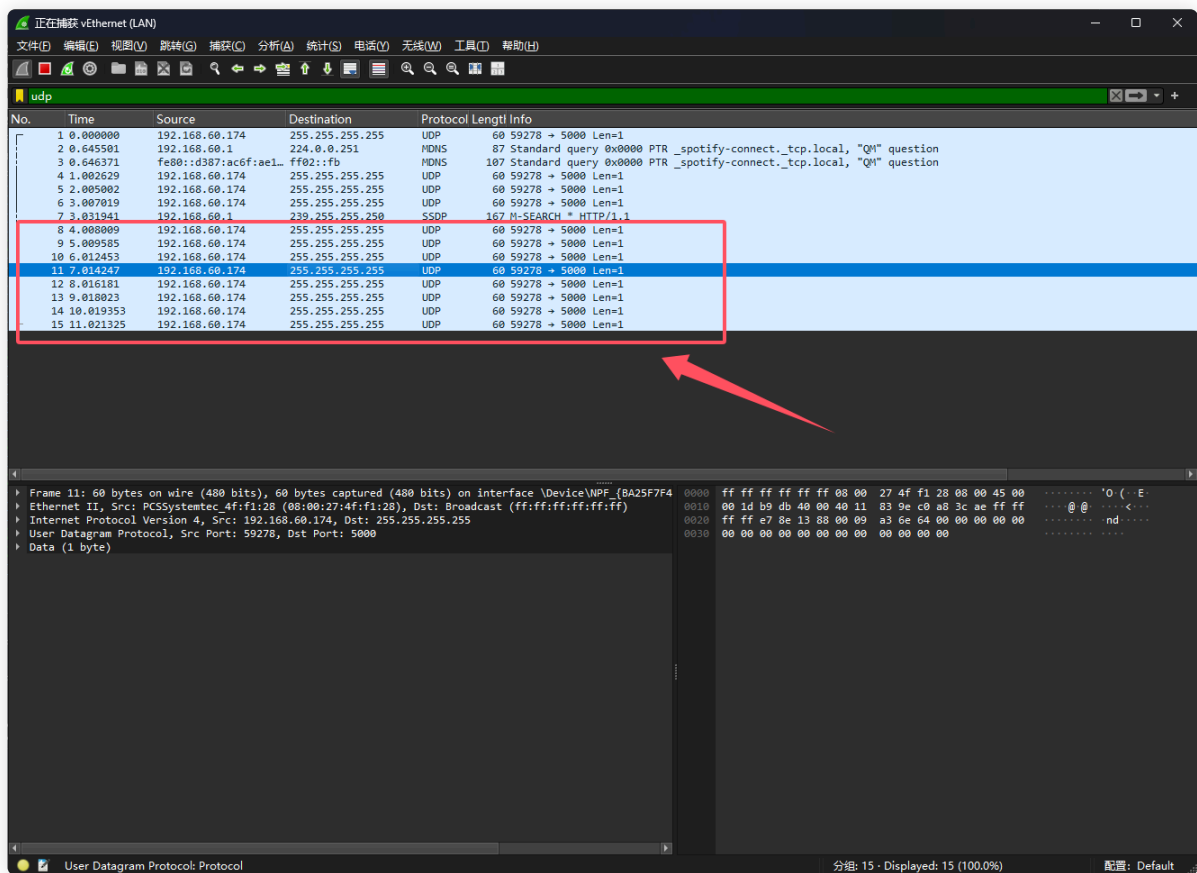 正在捕获 vEthernet (LAN)
文件(F) 编辑(E) 视图(V) 跳转(G) 捕获(C) 分析(A) 统计(S) 电话(Y) 无线(W) 工具(T) 帮助(H)
udp
No. Time Source Destination Protocol Lengtl Info
1 0.000000 192.168.60.174 255.255.255.255 UDP 60 59278 → 5000 Len=1
2 0.645501 192.168.60.1 224.0.0.251 MDNS 87 Standard query 0x0000 PTR _spotify-connect._tcp.local, "QM" question
3 0.646371 fe80::d387:ac6f:ae1… ff02::fb MDNS 107 Standard query 0x0000 PTR _spotify-connect._tcp.local, "QM" question
4 1.002629 192.168.60.174 255.255.255.255 UDP 60 59278 → 5000 Len=1
5 2.005002 192.168.60.174 255.255.255.255 UDP 60 59278 → 5000 Len=1
6 3.007019 192.168.60.174 255.255.255.255 UDP 60 59278 → 5000 Len=1
7 3.031941 192.168.60.1 239.255.255.250 SSDP 167 M-SEARCH * HTTP/1.1
8 4.008009 192.168.60.174 255.255.255.255 UDP 60 59278 → 5000 Len=1
9 5.009585 192.168.60.174 255.255.255.255 UDP 60 59278 → 5000 Len=1
10 6.012453 192.168.60.174 255.255.255.255 UDP 60 59278 → 5000 Len=1
11 7.014247 192.168.60.174 255.255.255.255 UDP 60 59278 → 5000 Len=1
12 8.016181 192.168.60.174 255.255.255.255 UDP 60 59278 → 5000 Len=1
13 9.018023 192.168.60.174 255.255.255.255 UDP 60 59278 → 5000 Len=1
14 10.019353 192.168.60.174 255.255.255.255 UDP 60 59278 → 5000 Len=1
15 11.021325 192.168.60.174 255.255.255.255 UDP 60 59278 → 5000 Len=1
Frame 11: 60 bytes on wire (480 bits), 60 bytes captured (480 bits) on interface \Device\NPF_{BA25F7F4
Ethernet II, Src: PCSSystemtec_4f:f1:28 (08:00:27:4f:f1:28), Dst: Broadcast (ff:ff:ff:ff:ff:ff)
Internet Protocol Version 4, Src: 192.168.60.174, Dst: 255.255.255.255
User Datagram Protocol, Src Port: 59278, Dst Port: 5000
Data (1 byte)
0000 ff ff ff ff ff ff 08 00 27 4f f1 28 08 00 45 00 ········ 'O·(··E·
0010 00 1d b9 db 40 00 40 11 83 9e c0 a8 3c ae ff ff ····@·@· ····<···
0020 ff ff e7 8e 13 88 00 09 a3 6e 64 00 00 00 00 00 ········ ·nd·····
0030 00 00 00 00 00 00 00 00 00 00 00 00 ········ ····
User Datagram Protocol: Protocol
分组: 15 · Displayed: 15 (100.0%)
配置: Default